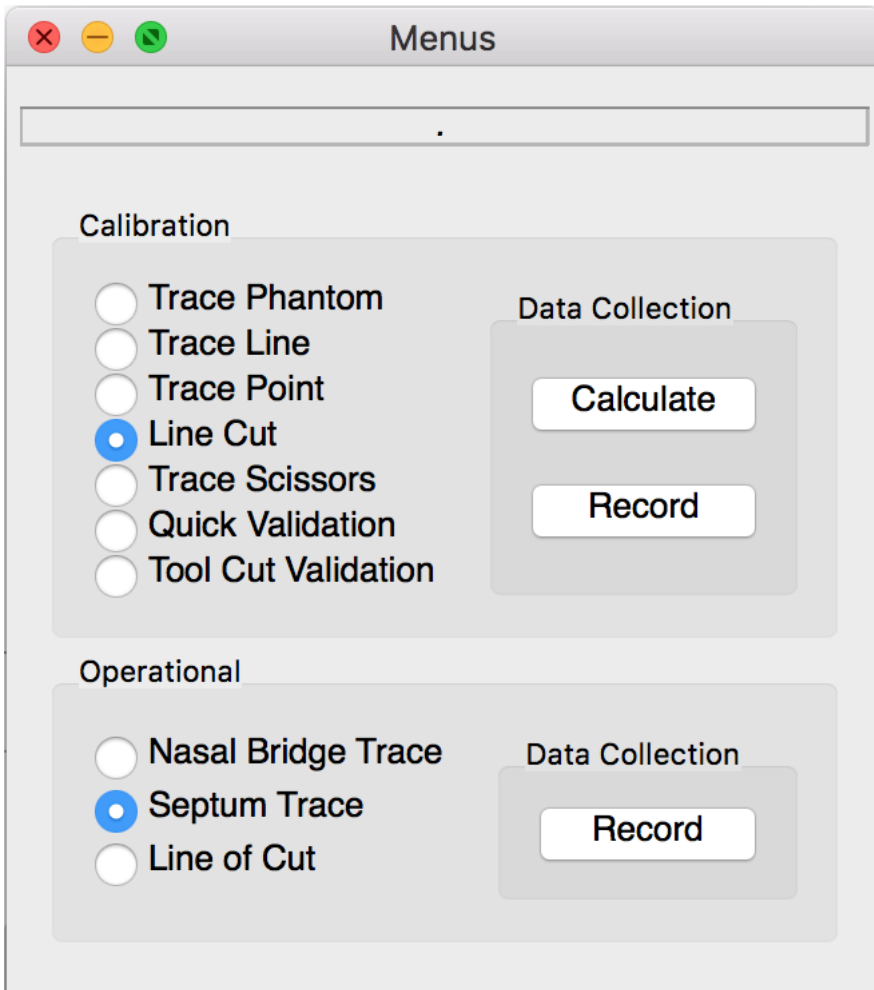 Menus
.
Calibration
Trace Phantom
Trace Line
Trace Point
Line Cut
Trace Scissors
Quick Validation
Tool Cut Validation
Data Collection
Calculate
Record
Operational
Nasal Bridge Trace
Septum Trace
Line of Cut
Data Collection
Record